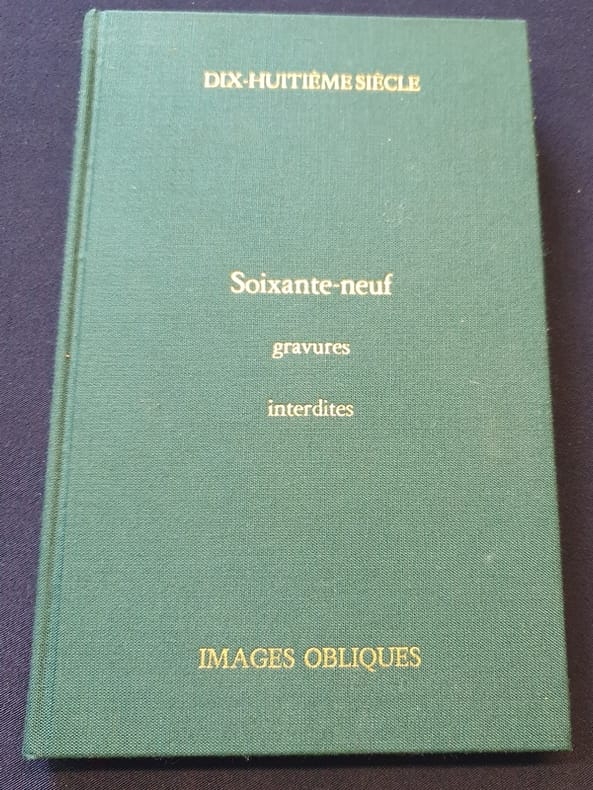 DIX-HUITIÈME SIÈCLE
Soixante-neuf
gravures
interdites
IMAGES OBLIQUES